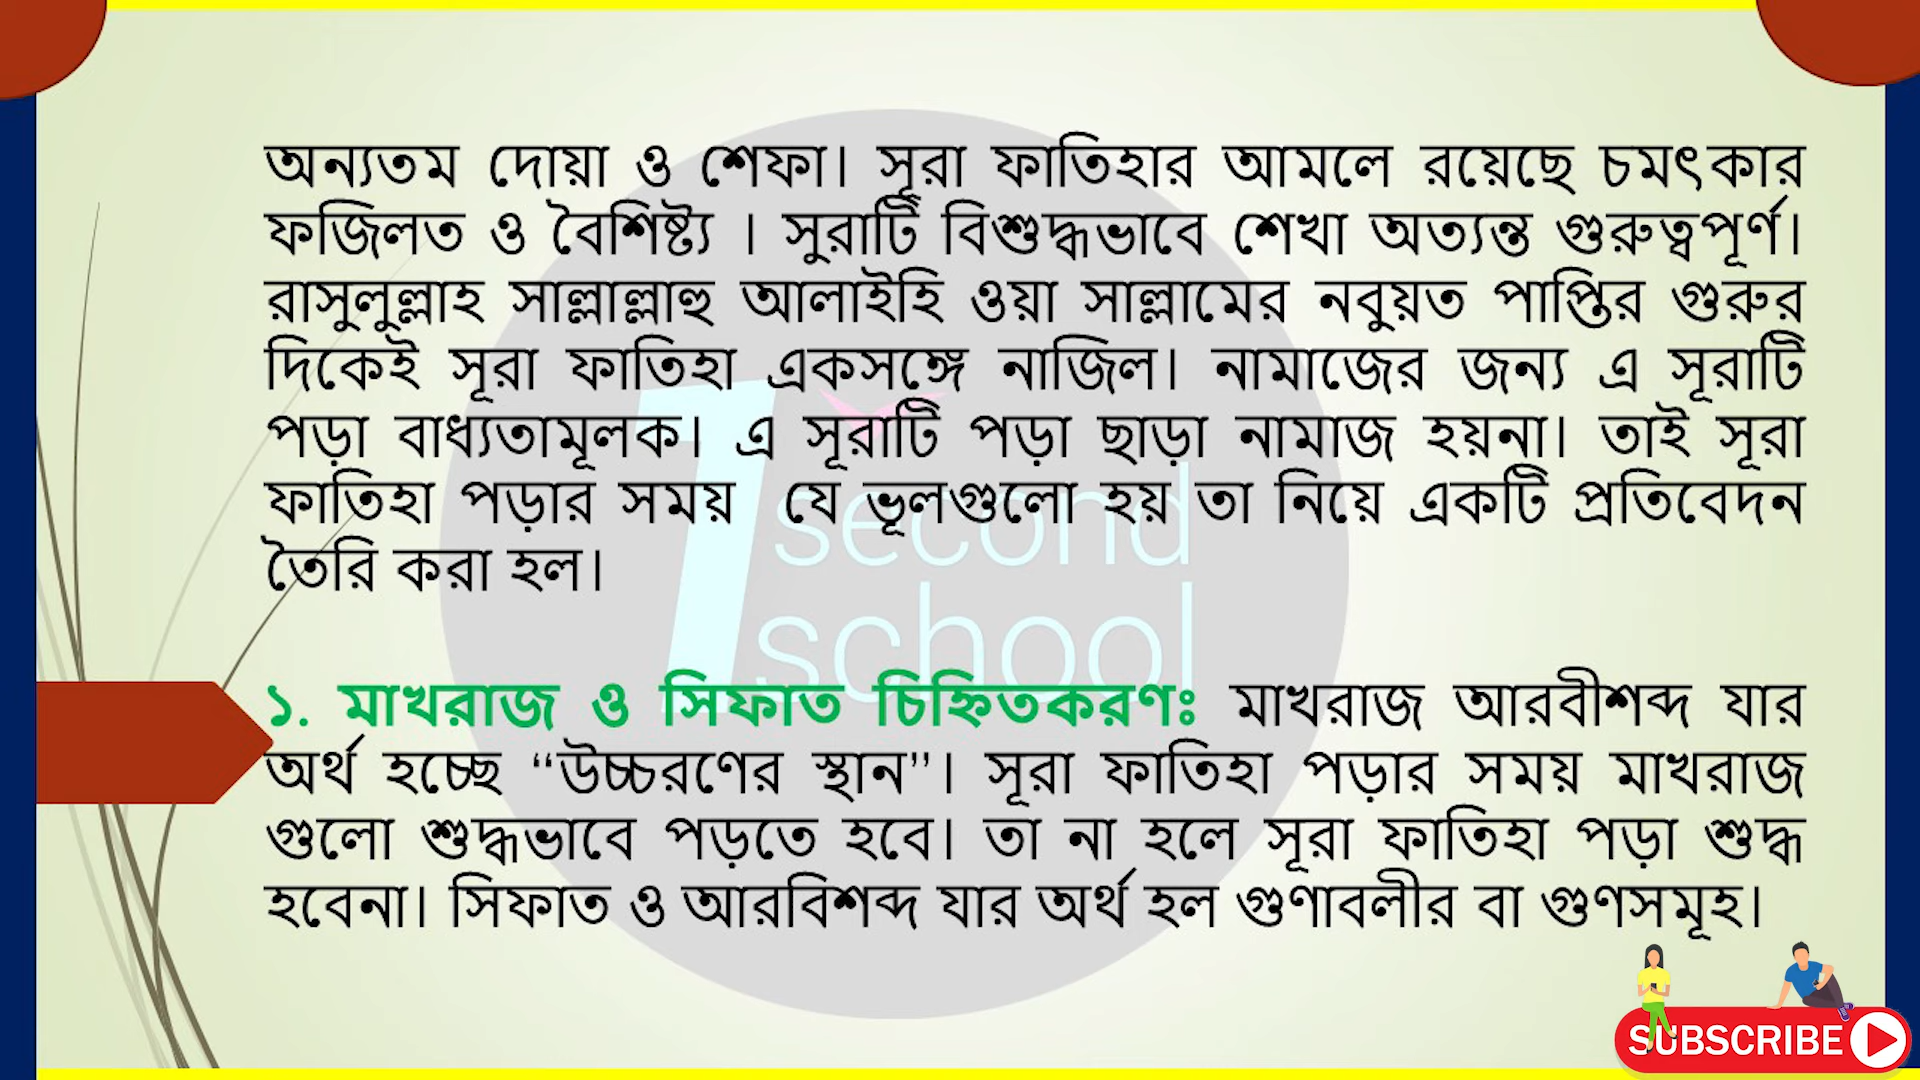 অন্যতম দোয়া ও শেফা। সূরা ফাতিহার আমলে রয়েছে চমৎকার
ফজিলত ও বৈশিষ্ট্য । সুরাটি বিশুদ্ধভাবে শেখা অত্যন্ত গুরুত্বপূর্ণ।
রাসুলুল্লাহ সাল্লাল্লাহু আলাইহি ওয়া সাল্লামের নবুয়ত পাপ্তির গুরুর
দিকেই সূরা ফাতিহা একসঙ্গে নাজিল। নামাজের জন্য এ সূরাটি
পড়া বাধ্যতামূলক। এ সূরাটি পড়া ছাড়া নামাজ হয়না। তাই সূরা
ফাতিহা পড়ার সময় যে ভূলগুলো হয় তা নিয়ে একটি প্রতিবেদন
তৈরি করা হল।
১. মাখরাজ ও সিফাত চিহ্নিতকরণঃ মাখরাজ আরবীশব্দ যার
অর্থ হচ্ছে “উচ্চরণের স্থান”। সূরা ফাতিহা পড়ার সময় মাখরাজ
গুলো শুদ্ধভাবে পড়তে হবে। তা না হলে সূরা ফাতিহা পড়া শুদ্ধ
হবেনা। সিফাত ও আরবিশব্দ যার অর্থ হল গুণাবলীর বা গুণসমূহ।
1 second
school
SUBSCRIBE